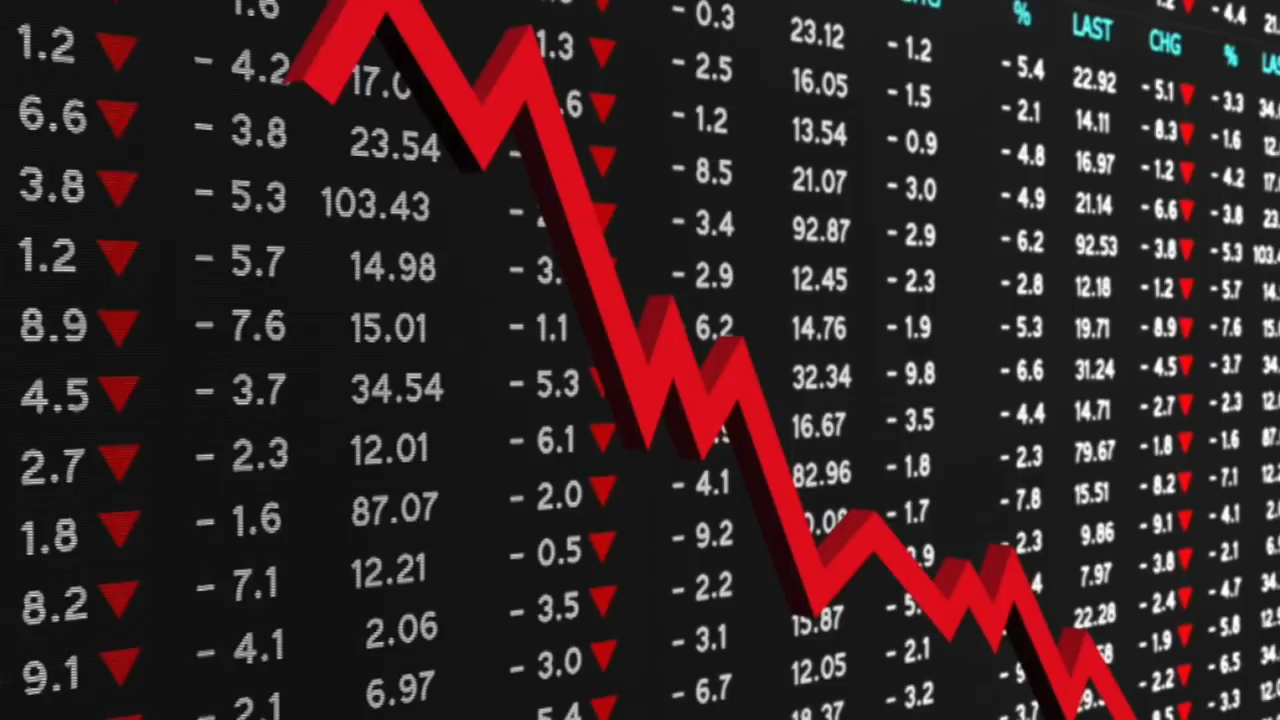 % LAST CHG %
- 0.3 23.12 - 1.2 - 5.4 22.92 - 5.1 - 3.3
1.2 - 4.2 - 2.5 16.05 - 1.5 - 2.1 14.11 - 8.3 - 1.6
6.6 - 3.8 23.54 - 1.2 13.54 - 0.9 - 4.8 16.97 - 1.2 - 4.2
3.8 - 5.3 103.43 - 8.5 21.07 - 3.0 - 4.9 21.14 - 6.6 - 3.8
1.2 - 5.7 14.98 - 3.4 92.87 - 2.9 - 6.2 92.53 - 3.8 - 5.3
- 2.9 12.45 - 2.3 - 2.8 12.18 - 1.2 - 5.7
8.9 - 7.6 15.01 - 1.1 6.2 14.76 - 1.9 - 5.3 19.71 - 8.9 - 7.6
4.5 - 3.7 34.54 - 5.3 32.34 - 9.8 - 6.6 31.24 - 4.5 - 3.7
2.7 - 2.3 12.01 - 6.1 16.67 - 3.5 - 4.4 14.71 - 2.7 - 2.3
1.8 - 1.6 87.07 - 2.0 - 4.1 82.96 - 1.8 - 2.3 79.67 - 1.8 - 1.6
8.2 - 7.1 12.21 - 0.5 - 9.2 - 1.7 - 7.8 15.51 - 8.2 - 7.1
9.1 - 4.1 2.06 - 3.5 - 2.2 15.87 2.3 9.86 - 9.1 - 4.1
- 2.1 6.97 - 3.0 - 3.1 12.05 - 2.1 7.97 - 3.8 - 2.1
- 6.7 - 3.2 22.28 - 2.4 - 4.7
- 1.9 - 5.8
- 2.2 - 6.5
- 3.3